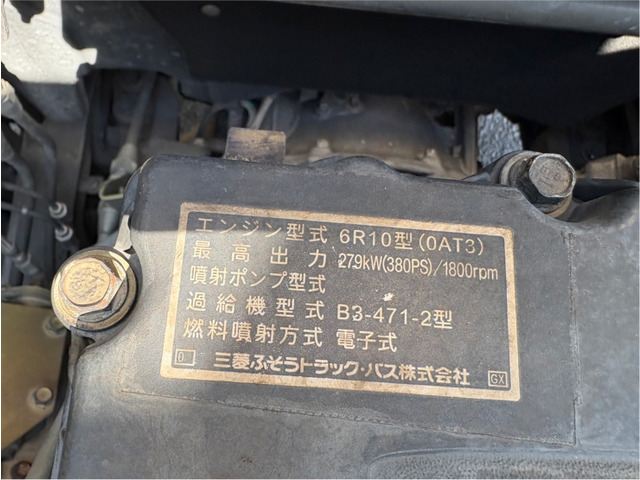 エンジン型式 6R10型(0AT3)
最高出力 279kW(380PS)/1800rpm
噴射ポンプ型式
過給機型式 B3-471-2型
燃料噴射方式 電子式
0 三菱ふそうトラック・バス株式会社 GX